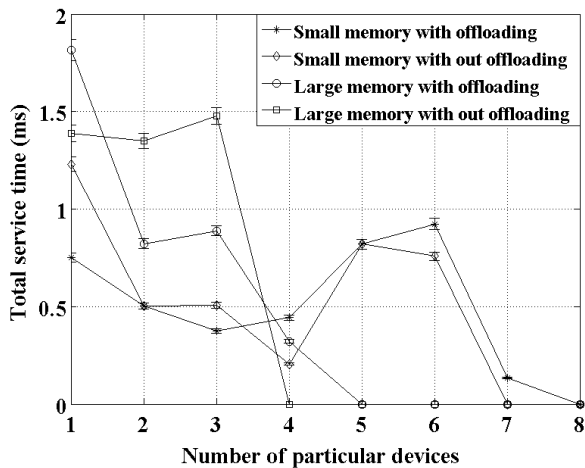 2
1.5
1
0.5
0
Total service time (ms)
Small memory with offloading
Small memory with out offloading
Large memory with offloading
Large memory with out offloading
1 2 3 4 5 6 7 8
Number of particular devices